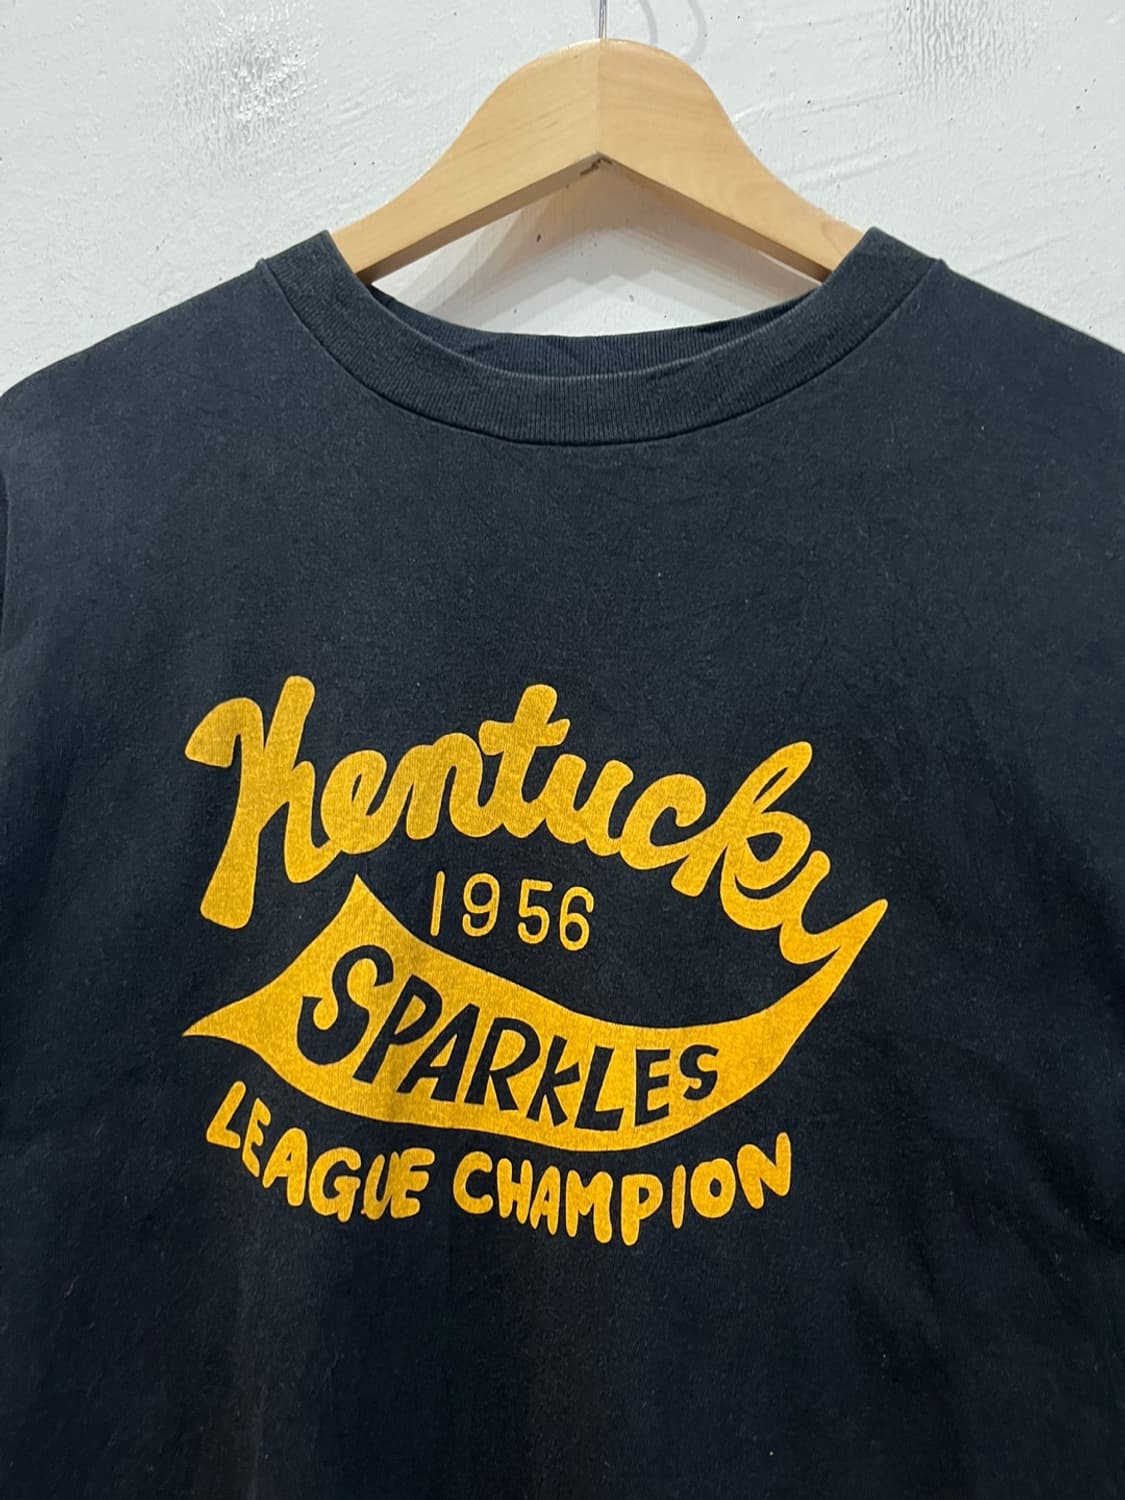 Kentucky
1956
SPARKLES
LEAGUE CHAMPION